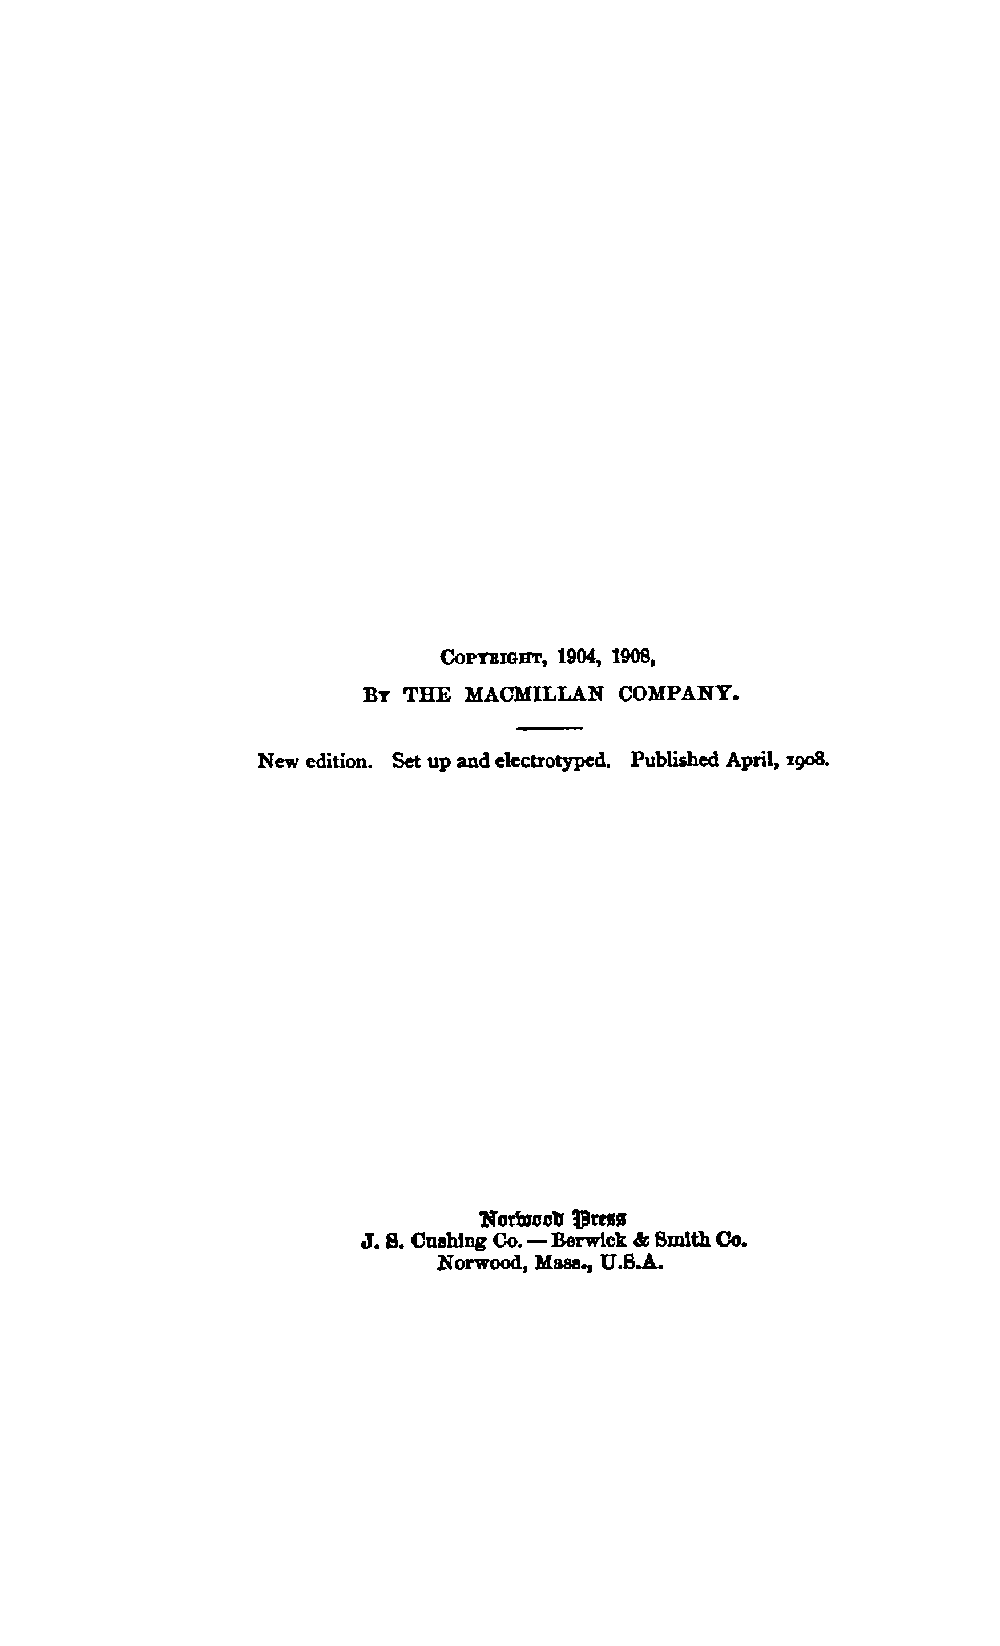 COPYRIGHT, 1904, 1908,
BY THE MACMILLAN COMPANY.
New edition. Set up and electrotyped. Published April, 1908.
Norwood Press
J. S. Cushing Co. — Berwick & Smith Co.
Norwood, Mass., U.S.A.